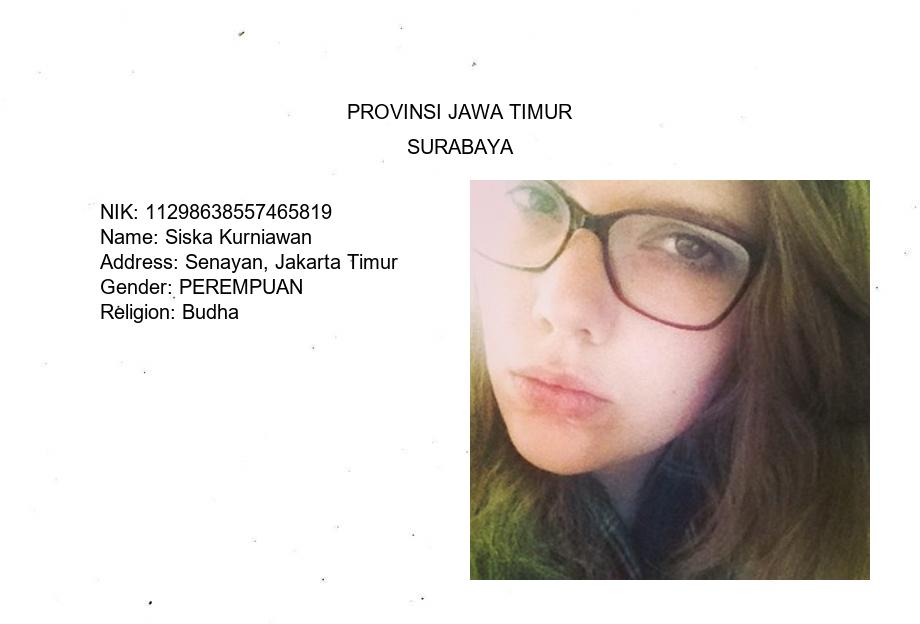 PROVINSI JAWA TIMUR
SURABAYA
NIK: 11298638557465819
Name: Siska Kurniawan
Address: Senayan, Jakarta Timur
Gender: PEREMPUAN
Religion: Budha